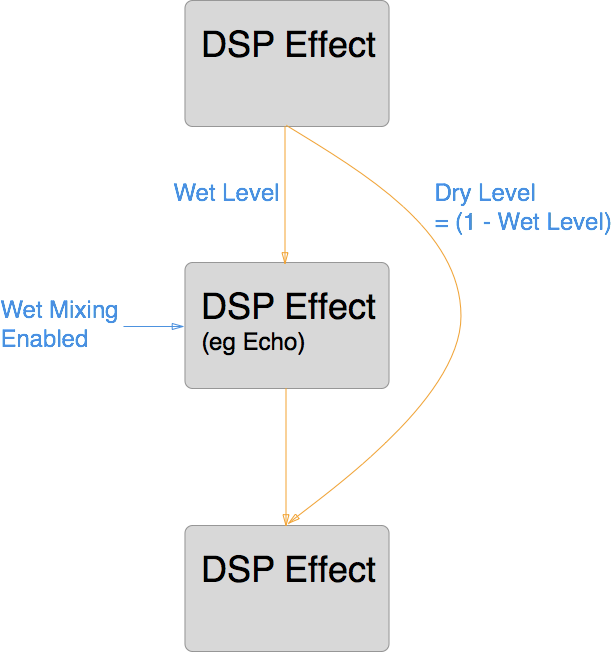 DSP Effect
Wet Level
Dry Level
= (1 - Wet Level)
Wet Mixing
Enabled
DSP Effect
(eg Echo)
DSP Effect